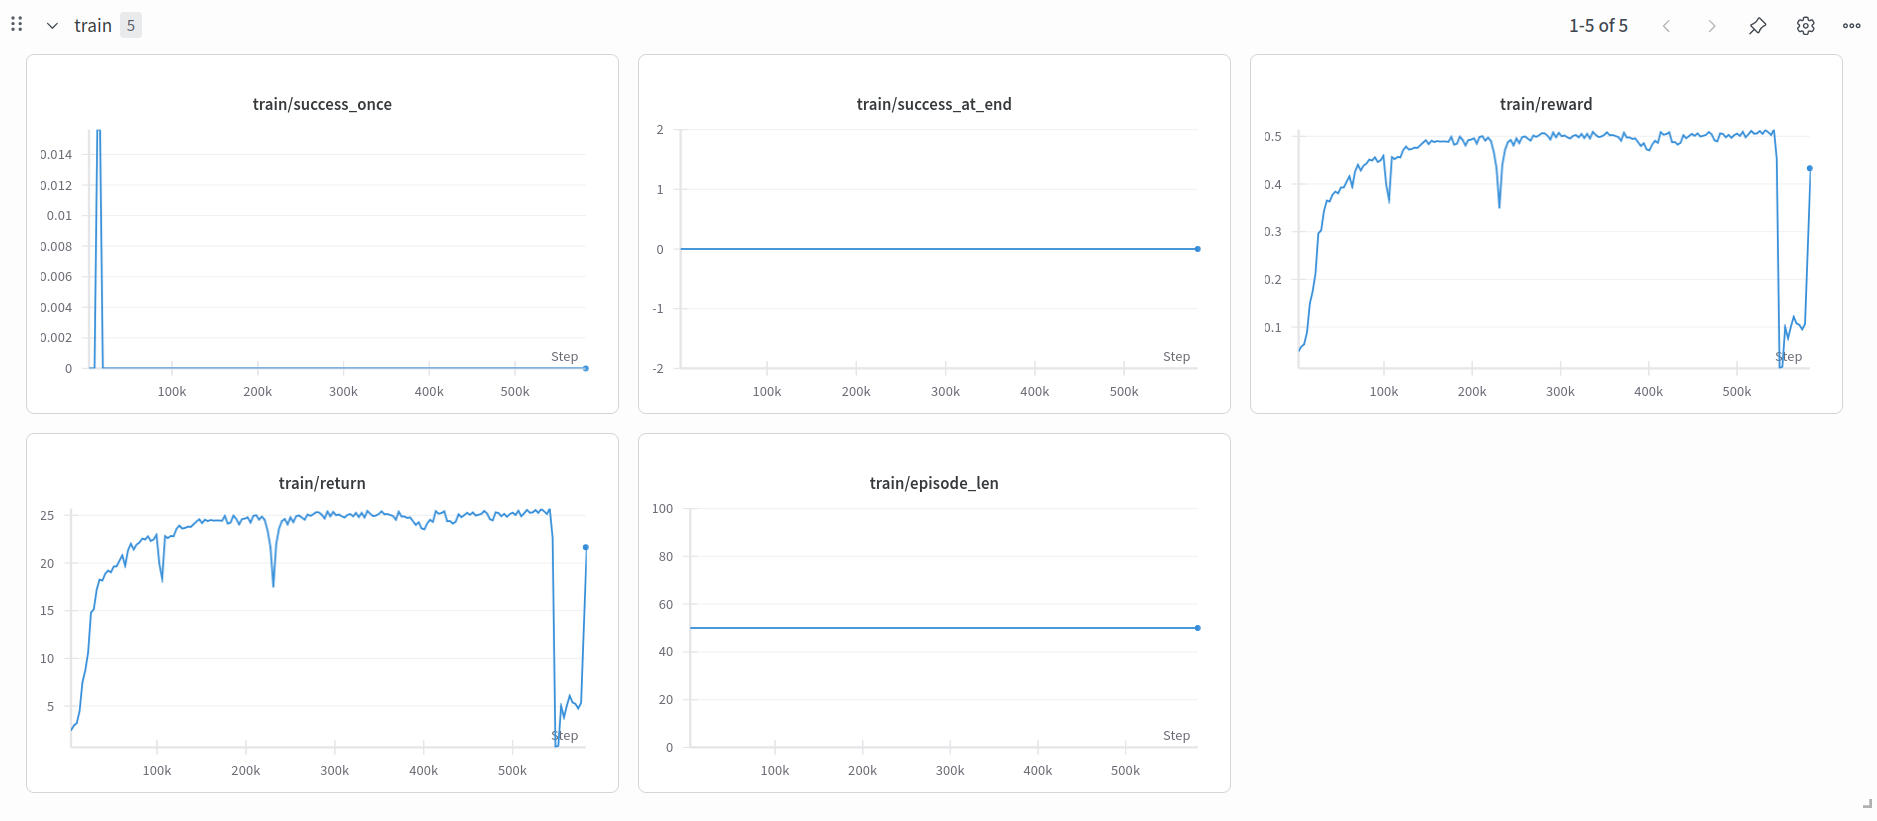 train 5
1-5 of 5
train/success_once
0.014
0.012
0.01
0.008
0.006
0.004
0.002
0
Step
100k 200k 300k 400k 500k
train/success_at_end
2
1
0
-1
-2
Step
100k 200k 300k 400k 500k
train/reward
0.5
0.4
0.3
0.2
0.1
Step
100k 200k 300k 400k 500k
train/return
25
20
15
10
5
Step
100k 200k 300k 400k 500k
train/episode_len
100
80
60
40
20
0
Step
100k 200k 300k 400k 500k